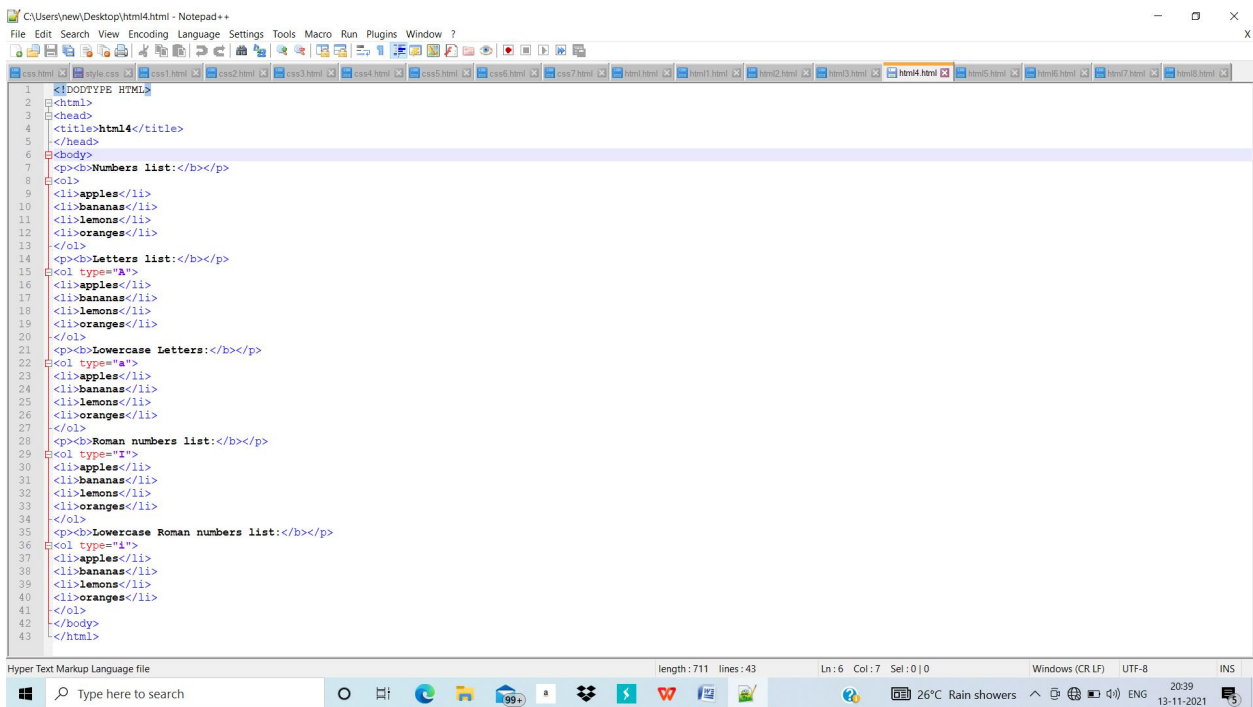 C:\Users\new\Desktop\html4.html - Notepad++
File Edit Search View Encoding Language Settings Tools Macro Run Plugins Window ? X
css.html style.css css1.html css2.html css3.html css4.html css5.html css6.html css7.html html.html html1.html html2.html html3.html html4.html html5.html html6.html html7.html html8.html
1 <!DODTYPE HTML>
2 <html>
3 <head>
4 <title>html4</title>
5 </head>
6 <body>
7 <p><b>Numbers list:</b></p>
8 <ol>
9 <li>apples</li>
10 <li>bananas</li>
11 <li>lemons</li>
12 <li>oranges</li>
13 </ol>
14 <p><b>Letters list:</b></p>
15 <ol type="A">
16 <li>apples</li>
17 <li>bananas</li>
18 <li>lemons</li>
19 <li>oranges</li>
20 </ol>
21 <p><b>Lowercase Letters:</b></p>
22 <ol type="a">
23 <li>apples</li>
24 <li>bananas</li>
25 <li>lemons</li>
26 <li>oranges</li>
27 </ol>
28 <p><b>Roman numbers list:</b></p>
29 <ol type="I">
30 <li>apples</li>
31 <li>bananas</li>
32 <li>lemons</li>
33 <li>oranges</li>
34 </ol>
35 <p><b>Lowercase Roman numbers list:</b></p>
36 <ol type="i">
37 <li>apples</li>
38 <li>bananas</li>
39 <li>lemons</li>
40 <li>oranges</li>
41 </ol>
42 </body>
43 </html>
Hyper Text Markup Language file length : 711 lines : 43 Ln : 6 Col : 7 Sel : 0 | 0 Windows (CR LF) UTF-8 INS
Type here to search 99+ a 26°C Rain showers ENG 20:39 5
13-11-2021